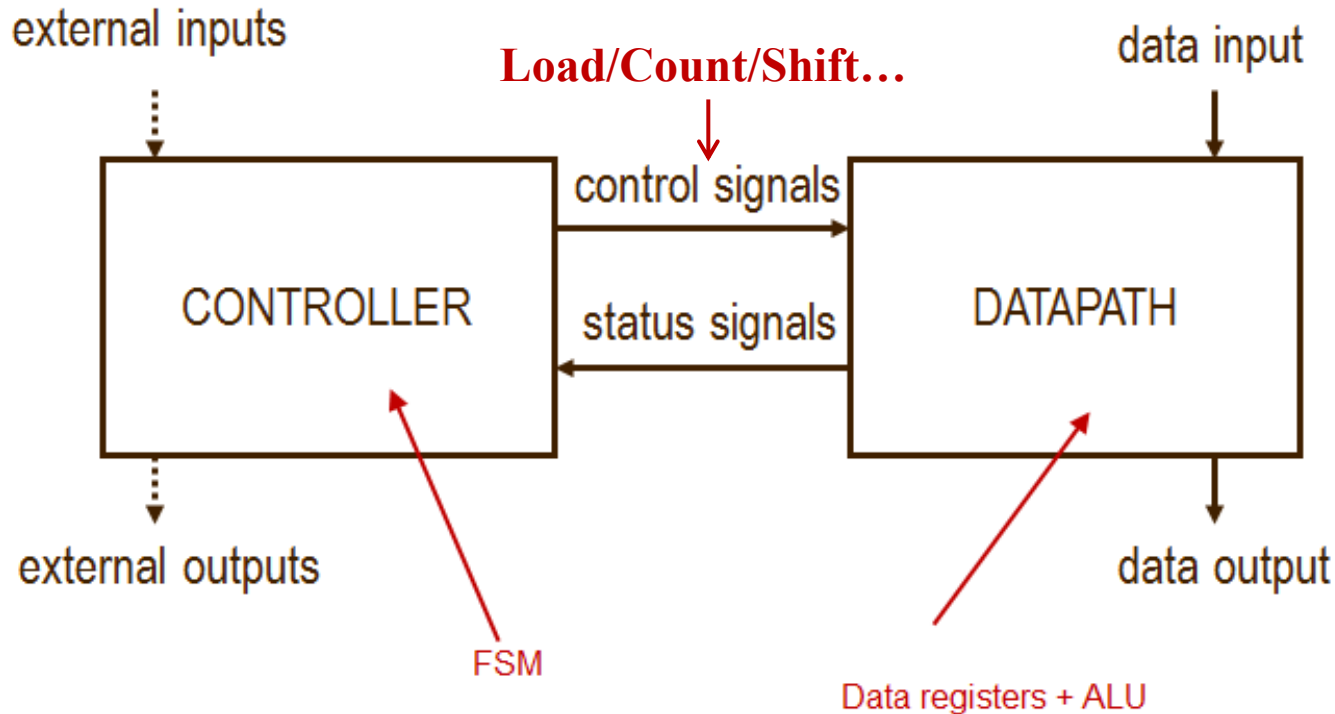 external inputs
Load/Count/Shift...
data input
control signals
CONTROLLER
status signals
DATAPATH
external outputs
data output
FSM
Data registers + ALU